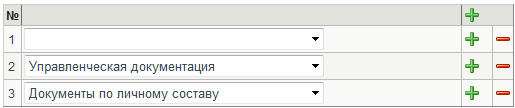 №
1
2 Управленческая документация
3 Документы по личному составу